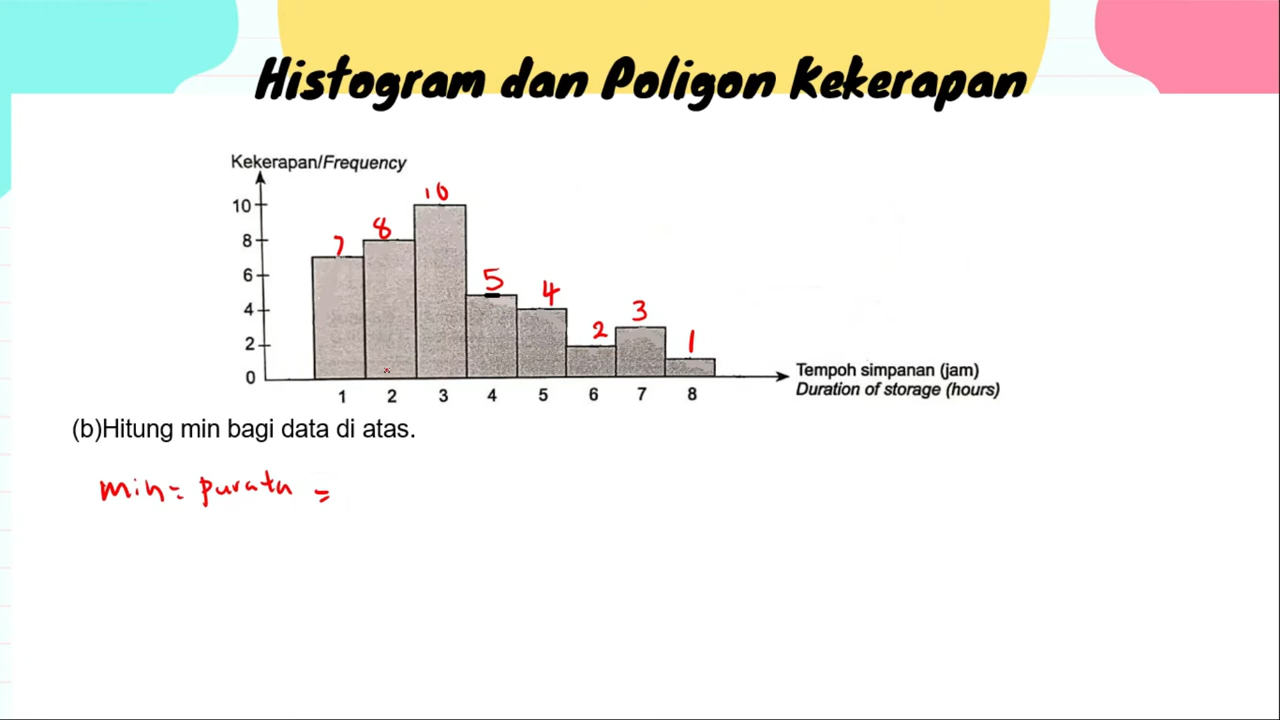 Histogram dan Poligon Kekerapan
Kekerapan/Frequency
10
8
6
4
2
0
7
8
10
5
4
2
3
1
1 2 3 4 5 6 7 8
Tempoh simpanan (jam)
Duration of storage (hours)
(b)Hitung min bagi data di atas.
min = purata =